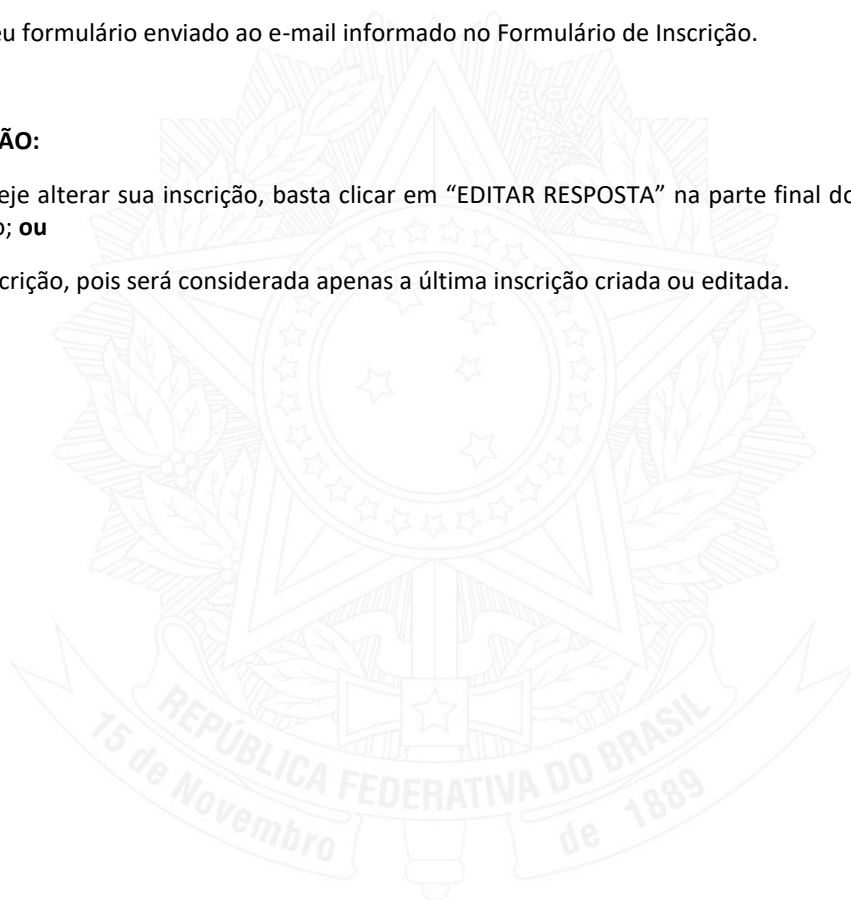 eu formulário enviado ao e-mail informado no Formulário de Inscrição.
ÃO:
eje alterar sua inscrição, basta clicar em “EDITAR RESPOSTA” na parte final do
o; ou
crição, pois será considerada apenas a última inscrição criada ou editada.
REPÚBLICA FEDERATIVA DO BRASIL
15 de Novembro de 1889